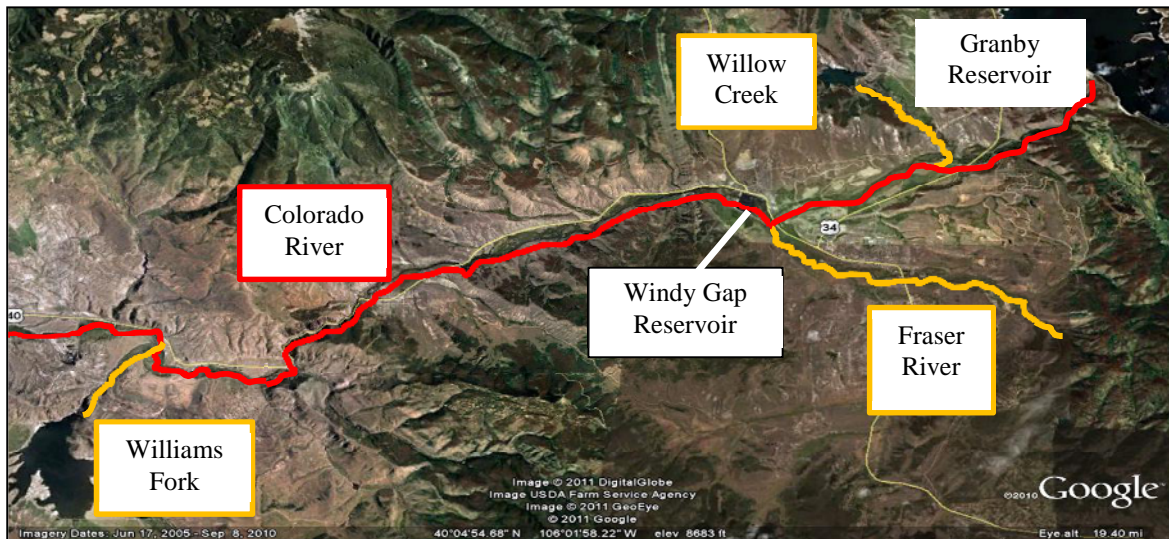 Granby
Reservoir
Willow
Creek
Colorado
River
34
Windy Gap
Reservoir
40
Fraser
River
Williams
Fork
Image © 2011 DigitalGlobe
Image USDA Farm Service Agency
Image © 2011 GeoEye
© 2011 Google
©2010 Google
Imagery Dates: Jun 17, 2005 - Sep 8, 2010 40°04'54.68" N 106°01'58.22" W elev 8683 ft Eye alt 19.40 mi